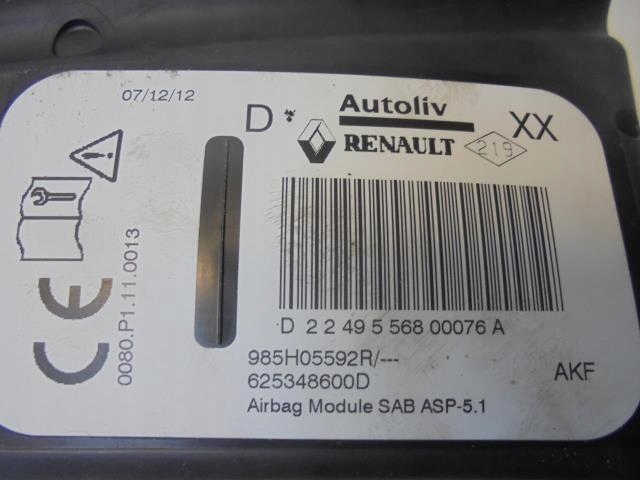 07/12/12
D* Autoliv XX
RENAULT 219
CE 0080.P1.11.0013
D 2 2 49 5 568 00076 A
985H05592R/---
625348600D AKF
Airbag Module SAB ASP-5.1